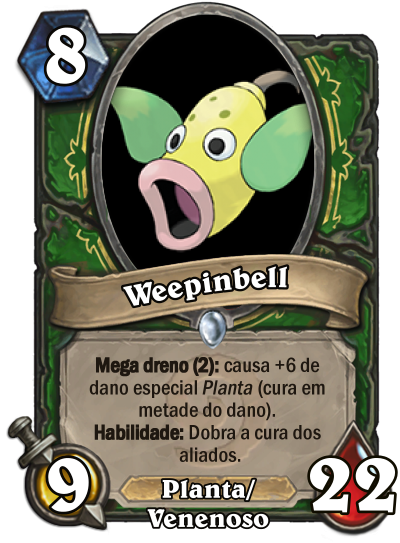 8
Weepinbell
Mega dreno (2): causa +6 de
dano especial Planta (cura em
metade do dano).
Habilidade: Dobra a cura dos
aliados.
9
Planta/
Venenoso
22